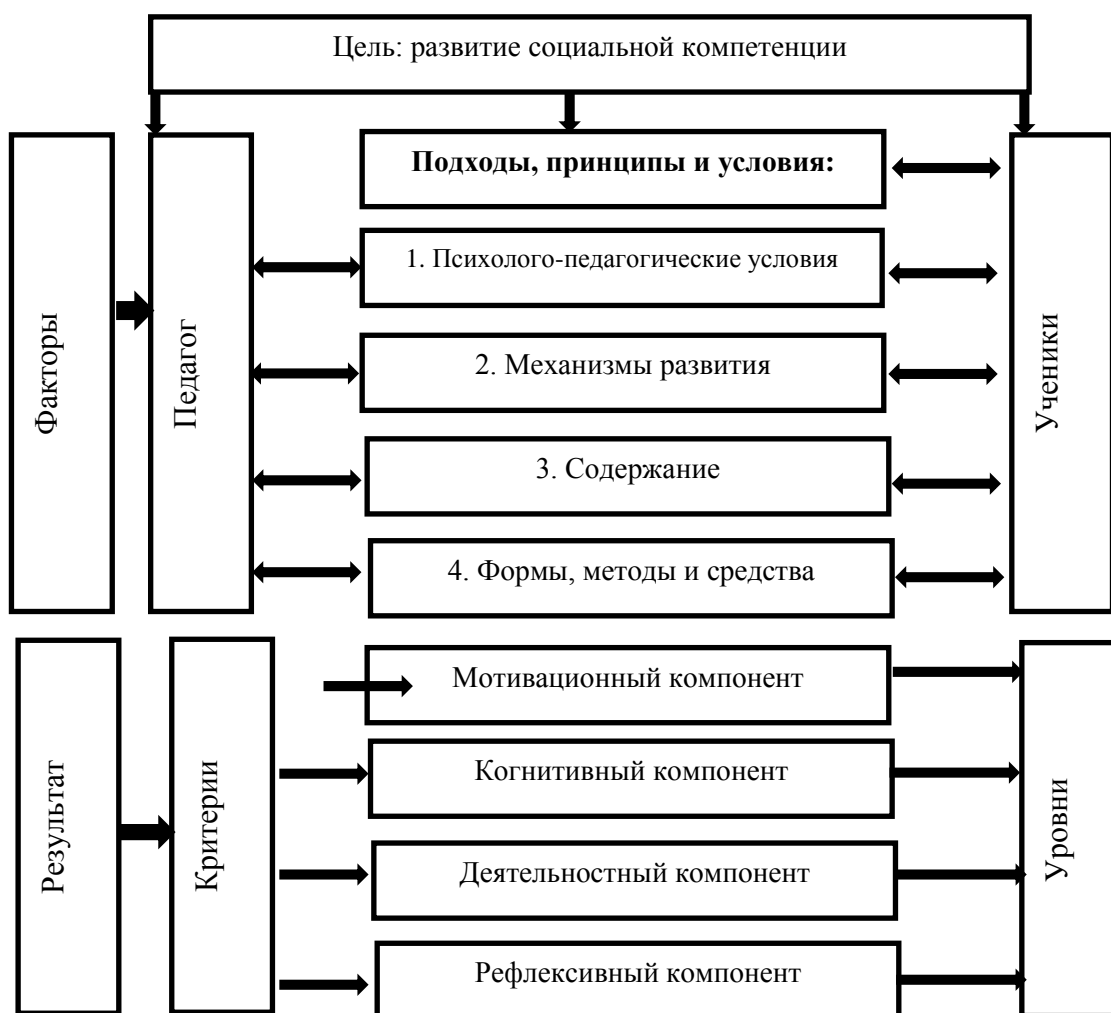 Цель: развитие социальной компетенции
Факторы
Педагог
Подходы, принципы и условия:
1. Психолого-педагогические условия
2. Механизмы развития
3. Содержание
4. Формы, методы и средства
Ученики
Результат
Критерии
Мотивационный компонент
Когнитивный компонент
Деятельностный компонент
Рефлексивный компонент
Уровни